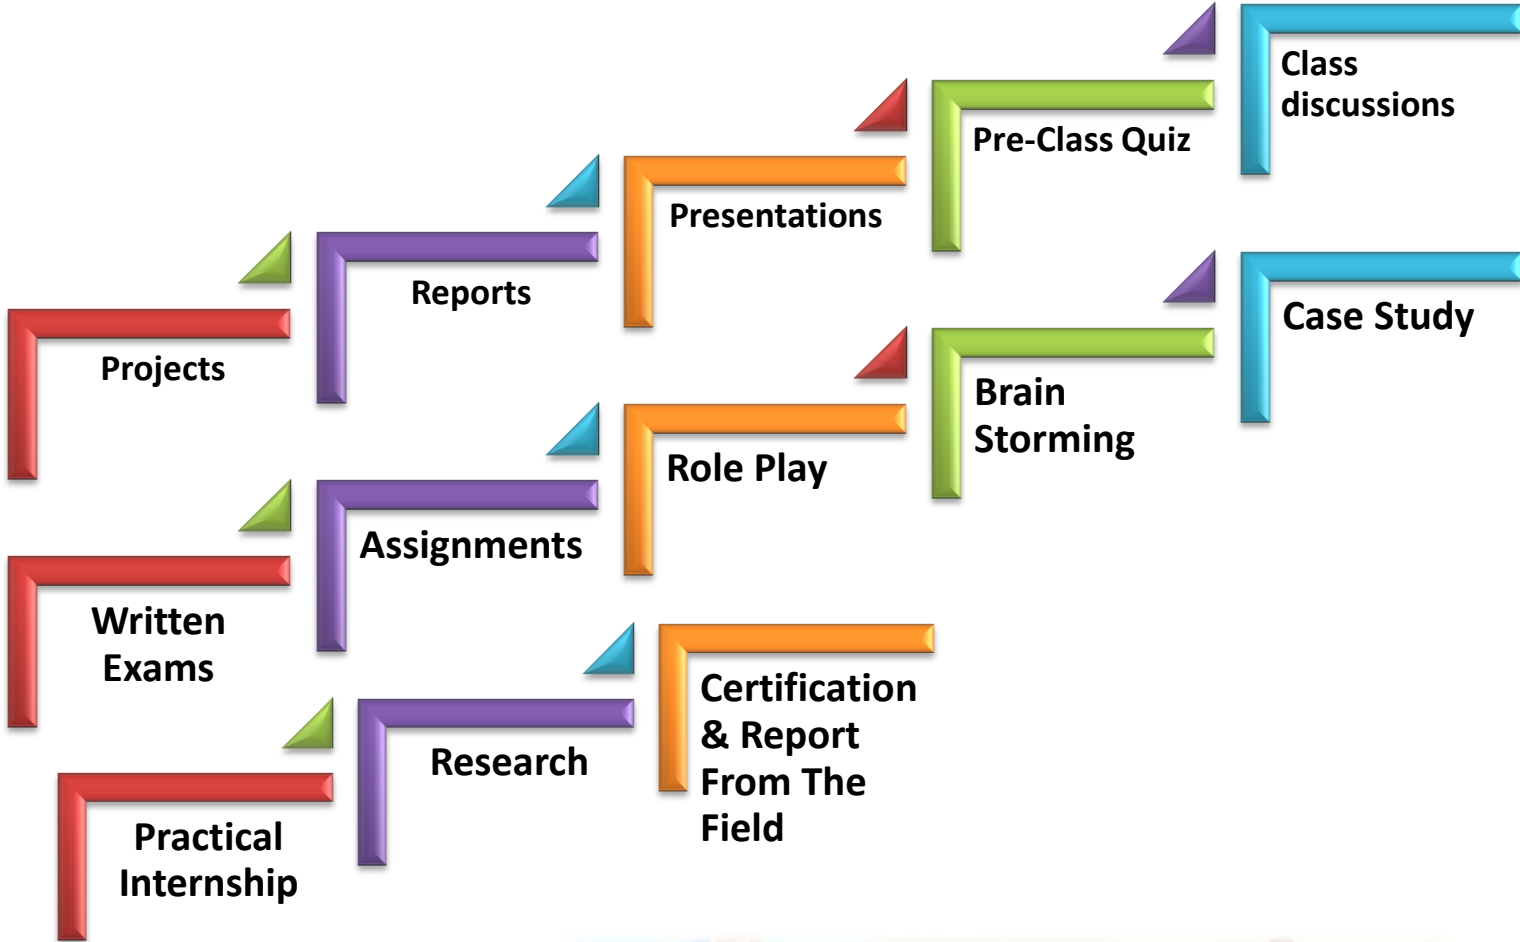 Projects
Reports
Presentations
Pre-Class Quiz
Class
discussions
Written
Exams
Assignments
Role Play
Brain
Storming
Case Study
Practical
Internship
Research
Certification
& Report
From The
Field